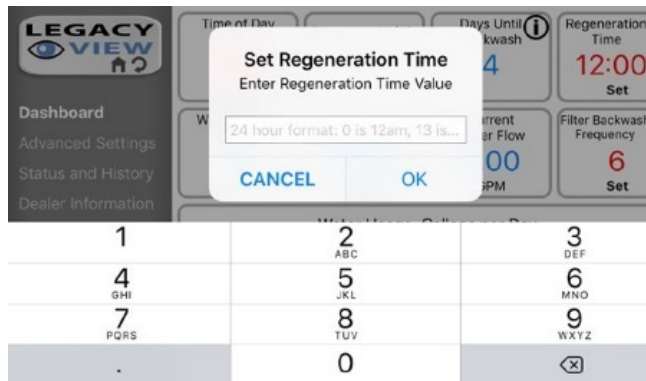 LEGACY
VIEW
Dashboard
Advanced Settings
Status and History
Dealer Information
Time of Day
Days Until
kwash
4
Regeneration
Time
12:00
Set
Set Regeneration Time
Enter Regeneration Time Value
24 hour format: 0 is 12am, 13 is...
CANCEL
OK
W
rrent
r Flow
00
GPM
Filter Backwash
Frequency
6
Set
1
2
ABC
3
DEF
4
GHI
5
JKL
6
MNO
7
PQRS
8
TUV
9
WXYZ
.
0